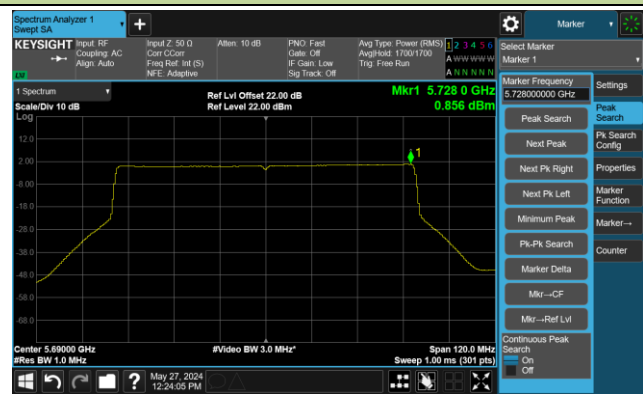 Spectrum Analyzer 1
Swept SA
Marker
KEYSIGHT
Input: RF
Coupling: AC
Align: Auto
Input Z: 50 Ω
Corr CCorr
Freq Ref: Int (S)
NFE: Adaptive
Atten: 10 dB
PNO: Fast
Gate: Off
IF Gain: Low
Sig Track: Off
Avg Type: Power (RMS)
Avg|Hold: 1700/1700
Trig: Free Run
1 2 3 4 5 6
A W W W W W
A N N N N N
LW
Select Marker
Marker 1
1 Spectrum
Scale/Div 10 dB
Log
Ref Lvl Offset 22.00 dB
Ref Level 22.00 dBm
Mkr1 5.728 0 GHz
0.856 dBm
12.0
2.00
-8.00
-18.0
-28.0
-38.0
-48.0
-58.0
-68.0
1
Center 5.69000 GHz
#Res BW 1.0 MHz
#Video BW 3.0 MHz*
Span 120.0 MHz
Sweep 1.00 ms (301 pts)
Marker Frequency
5.728000000 GHz
Peak Search
Next Peak
Next Pk Right
Next Pk Left
Minimum Peak
Pk-Pk Search
Marker Delta
Mkr→CF
Mkr→Ref Lvl
Continuous Peak
Search
On
Off
Settings
Peak
Search
Pk Search
Config
Properties
Marker
Function
Marker→
Counter
?
May 27, 2024
12:24:05 PM